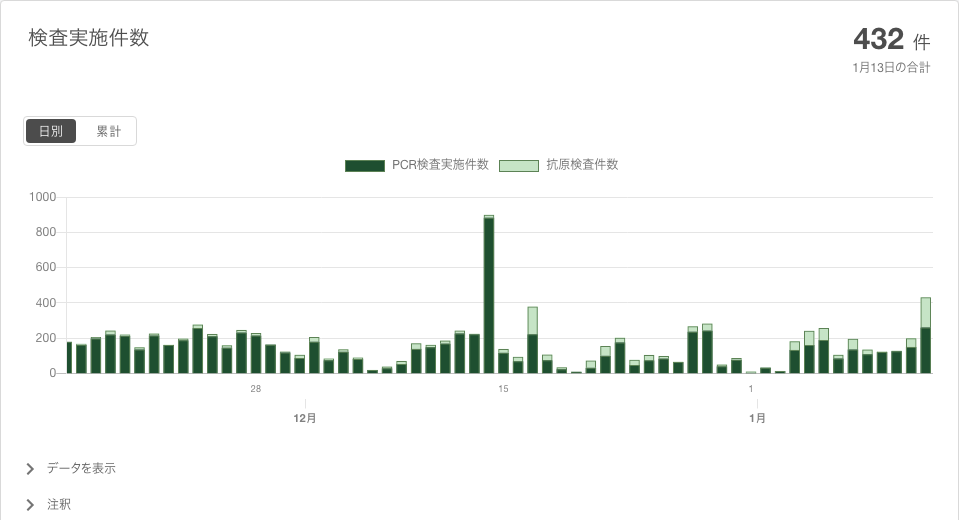 検査実施件数
432 件
1月13日の合計
日別 累計
PCR検査実施件数 抗原検査件数
1000
800
600
400
200
0
28 15 1
12月 1月
データを表示
注釈